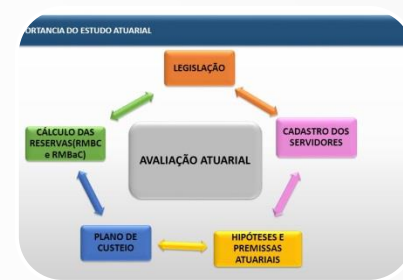 ORTANCIA DO ESTUDO ATUARIAL
LEGISLAÇÃO
CÁLCULO DAS
RESERVAS(RMBC
e RMBaC)
CADASTRO DOS
SERVIDORES
AVALIAÇÃO ATUARIAL
PLANO DE
CUSTEIO
HIPÓTESES E
PREMISSAS
ATUARIAIS